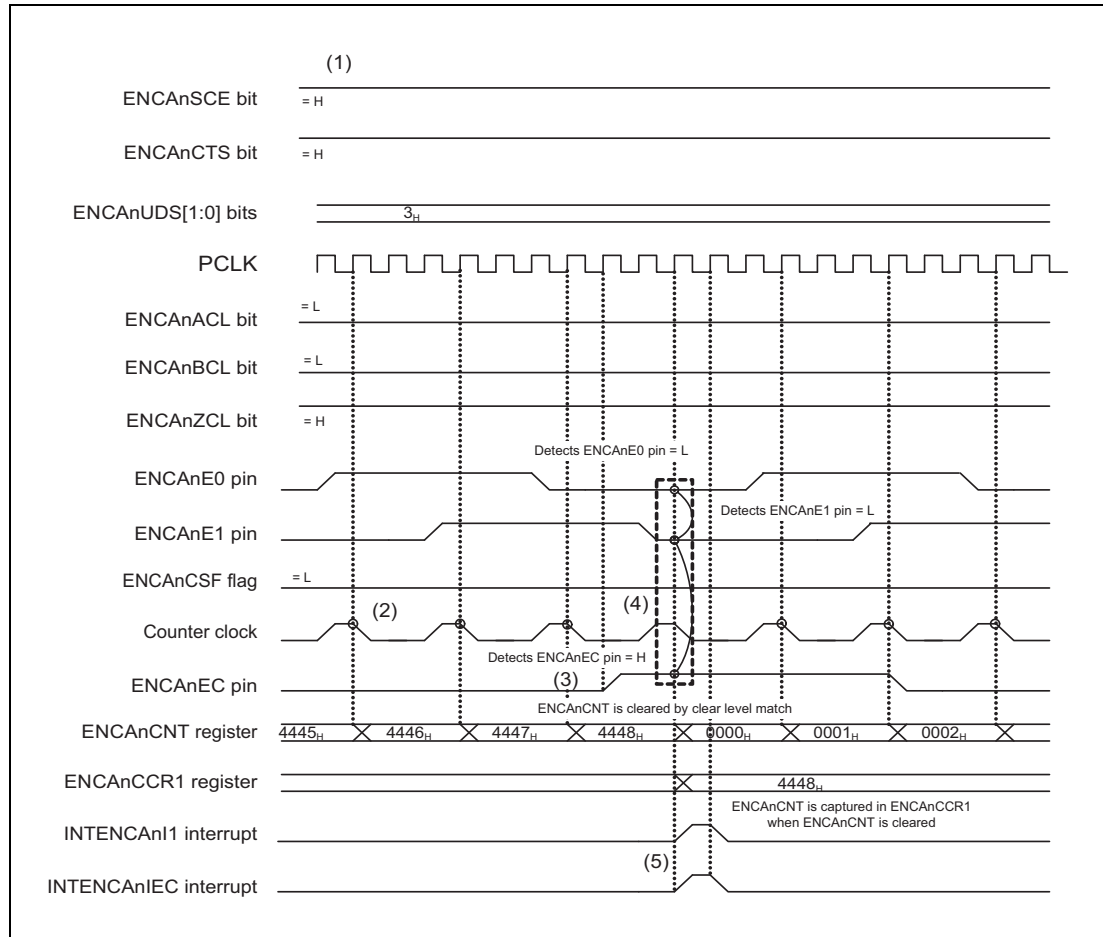 (1)
ENCAnSCE bit = H
ENCAnCTS bit = H
ENCAnUDS[1:0] bits 3H
PCLK
ENCAnACL bit = L
ENCAnBCL bit = L
ENCAnZCL bit = H
Detects ENCAnE0 pin = L
ENCAnE0 pin
Detects ENCAnE1 pin = L
ENCAnE1 pin
ENCAnCSF flag = L
(2) (4)
Counter clock
Detects ENCAnEC pin = H
(3)
ENCAnEC pin
ENCAnCNT is cleared by clear level match
ENCAnCNT register 4445H 4446H 4447H 4448H 0000H 0001H 0002H
ENCAnCCR1 register 4448H
ENCAnCNT is captured in ENCAnCCR1
when ENCAnCNT is cleared
INTENCAnI1 interrupt
(5)
INTENCAnIEC interrupt